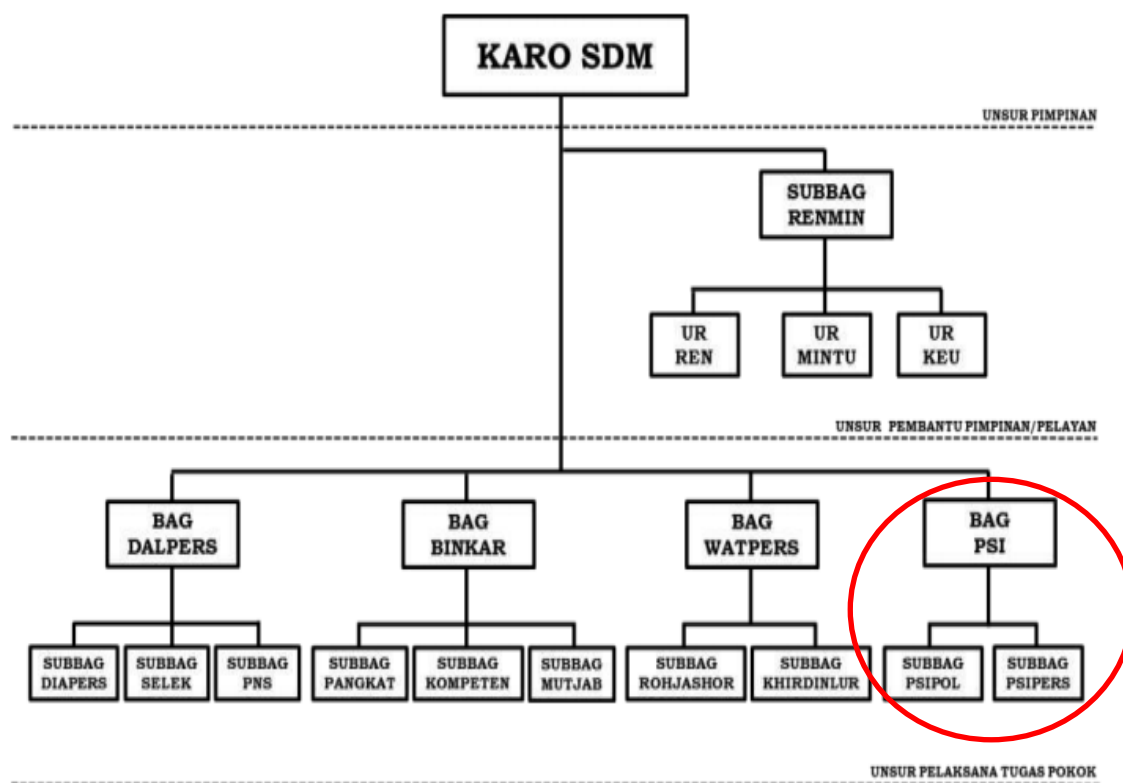 KARO SDM
UNSUR PIMPINAN
SUBBAG
RENMIN
UR
REN
UR
MINTU
UR
KEU
UNSUR PEMBANTU PIMPINAN/PELAYAN
BAG
DALPERS
BAG
BINKAR
BAG
WATPERS
BAG
PSI
SUBBAG
DIAPERS
SUBBAG
SELEK
SUBBAG
PNS
SUBBAG
PANGKAT
SUBBAG
KOMPETEN
SUBBAG
MUTJAB
SUBBAG
ROHJASHOR
SUBBAG
KHIRDINLUR
SUBBAG
PSIPOL
SUBBAG
PSIPERS
UNSUR PELAKSANA TUGAS POKOK